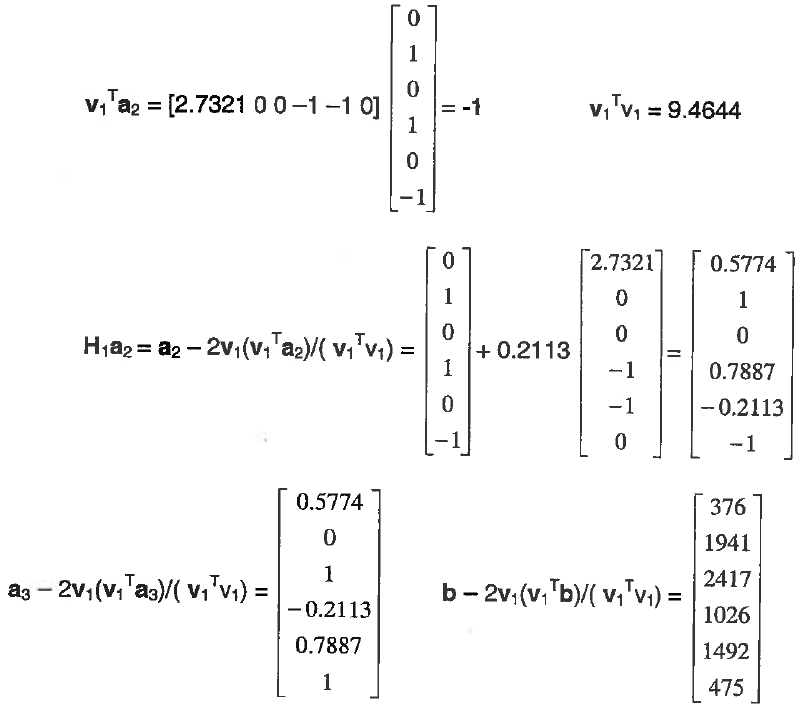 v₁ᵀa₂ = [2.7321 0 0 –1 –1 0] [0 1 0 1 0 −1] = -1    v₁ᵀv₁ = 9.4644
H₁a₂ = a₂ – 2v₁(v₁ᵀa₂)/( v₁ᵀv₁) = [0 1 0 1 0 −1] + 0.2113 [2.7321 0 0 −1 −1 0] = [0.5774 1 0 0.7887 −0.2113 −1]
a₃ – 2v₁(v₁ᵀa₃)/( v₁ᵀv₁) = [0.5774 0 1 −0.2113 0.7887 1]    b – 2v₁(v₁ᵀb)/( v₁ᵀv₁) = [376 1941 2417 1026 1492 475]